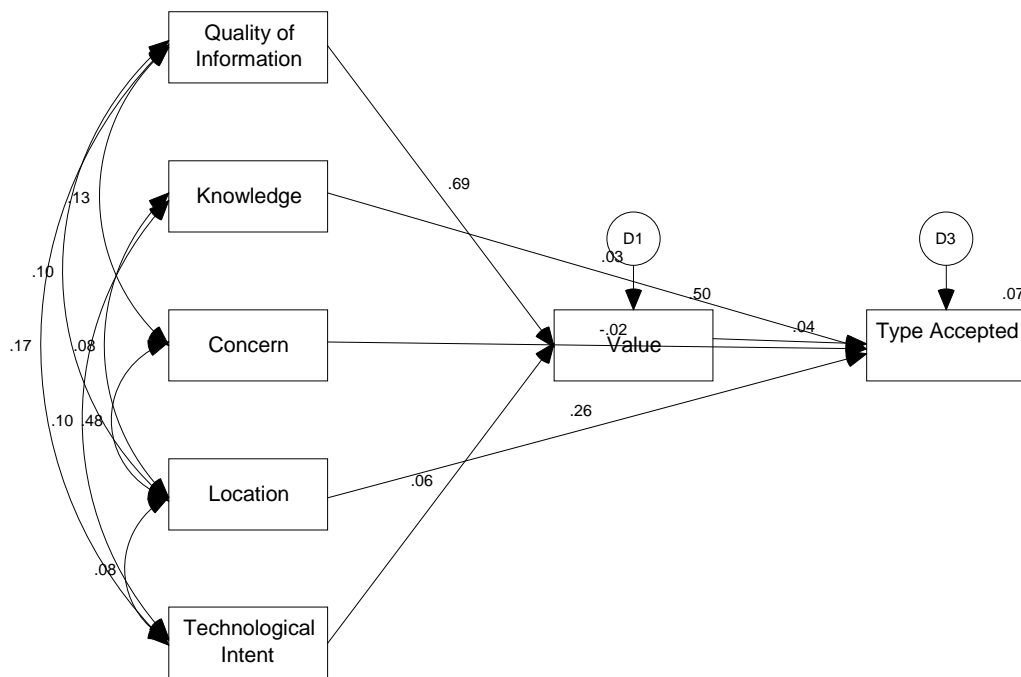 Quality of
Information
.69
Knowledge
.13
D1
D3
.03
.10
.50
.07
-.02
.04
Type Accepted
.17
.08
Concern
Value
.10
.48
.26
.06
Location
.08
Technological
Intent